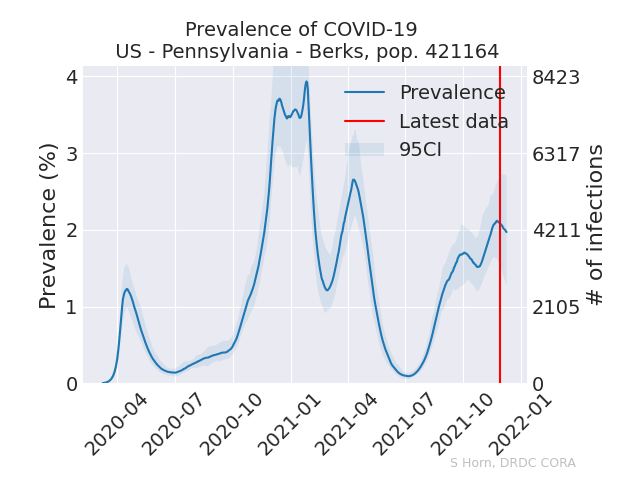 Prevalence of COVID-19
US - Pennsylvania - Berks, pop. 421164
Prevalence (%)
4
3
2
1
0
Prevalence
Latest data
95CI
8423
6317
4211
2105
0
# of infections
2020-04
2020-07
2020-10
2021-01
2021-04
2021-07
2021-10
2022-01
S Horn, DRDC CORA